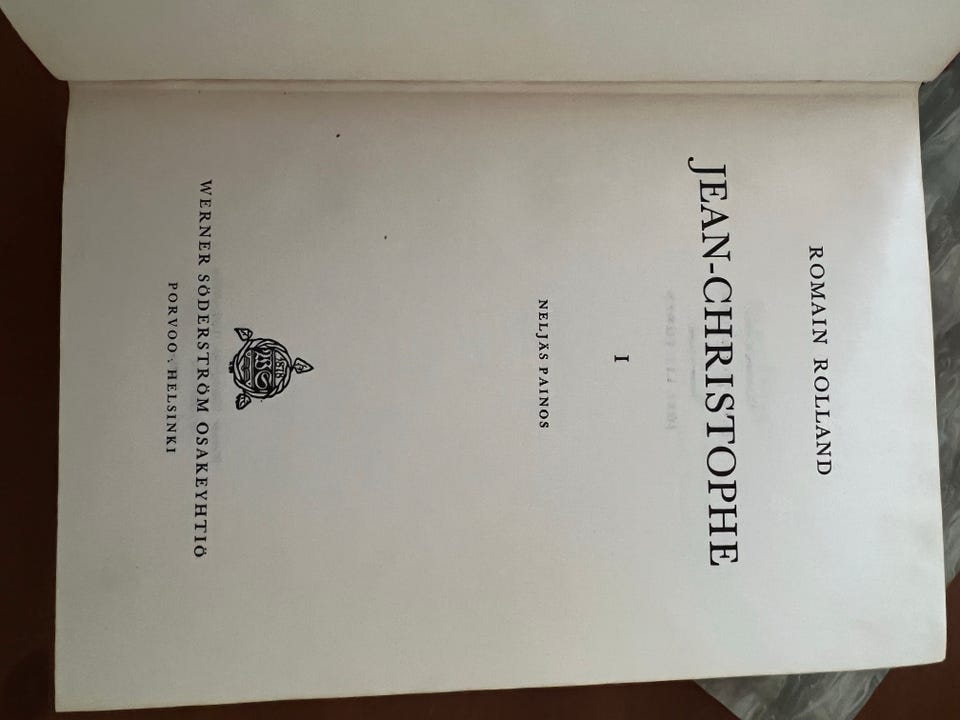 ROMAIN ROLLAND
JEAN-CHRISTOPHE
I
NELJÄS PAINOS
WERNER SÖDERSTRÖM OSAKEYHTIÖ
PORVOO · HELSINKI